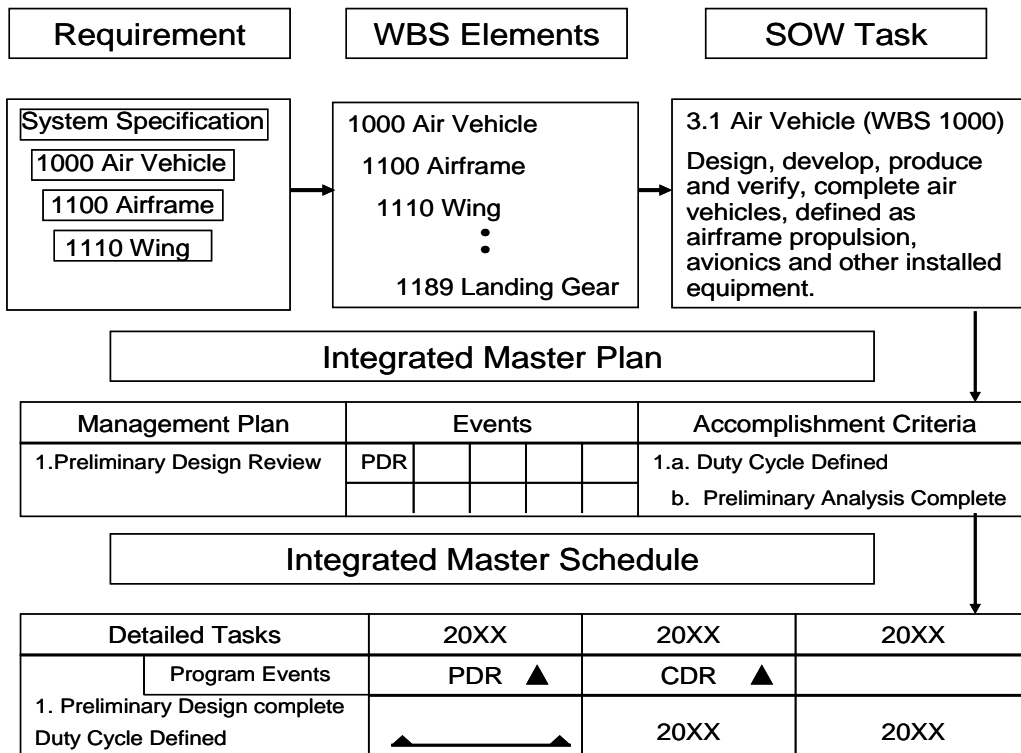 Requirement
WBS Elements
SOW Task
System Specification
1000 Air Vehicle
1100 Airframe
1110 Wing
1000 Air Vehicle
1100 Airframe
1110 Wing
1189 Landing Gear
3.1 Air Vehicle (WBS 1000)
Design, develop, produce
and verify, complete air
vehicles, defined as
airframe propulsion,
avionics and other installed
equipment.
Integrated Master Plan
Management Plan
Events
Accomplishment Criteria
1.Preliminary Design Review
PDR
1.a. Duty Cycle Defined
b. Preliminary Analysis Complete
Integrated Master Schedule
Detailed Tasks
20XX
20XX
20XX
Program Events
PDR
CDR
1. Preliminary Design complete
Duty Cycle Defined
20XX
20XX